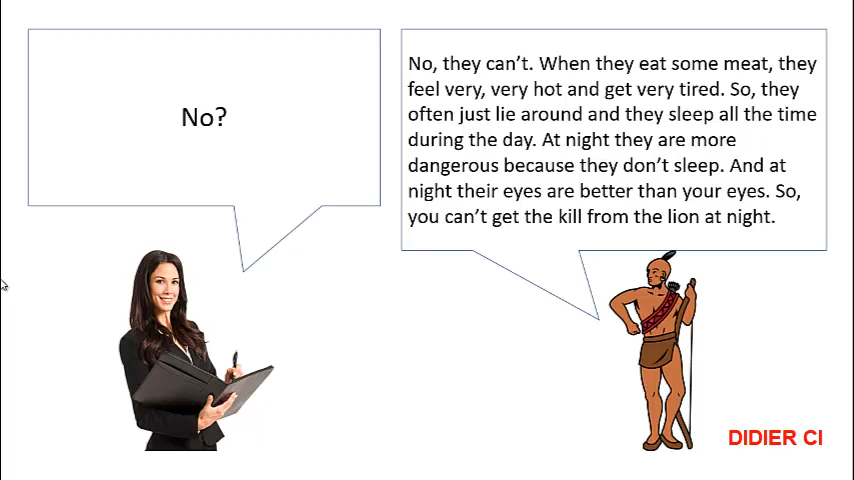 No?
No, they can't. When they eat some meat, they
feel very, very hot and get very tired. So, they
often just lie around and they sleep all the time
during the day. At night they are more
dangerous because they don't sleep. And at
night their eyes are better than your eyes. So,
you can't get the kill from the lion at night.
DIDIER CI